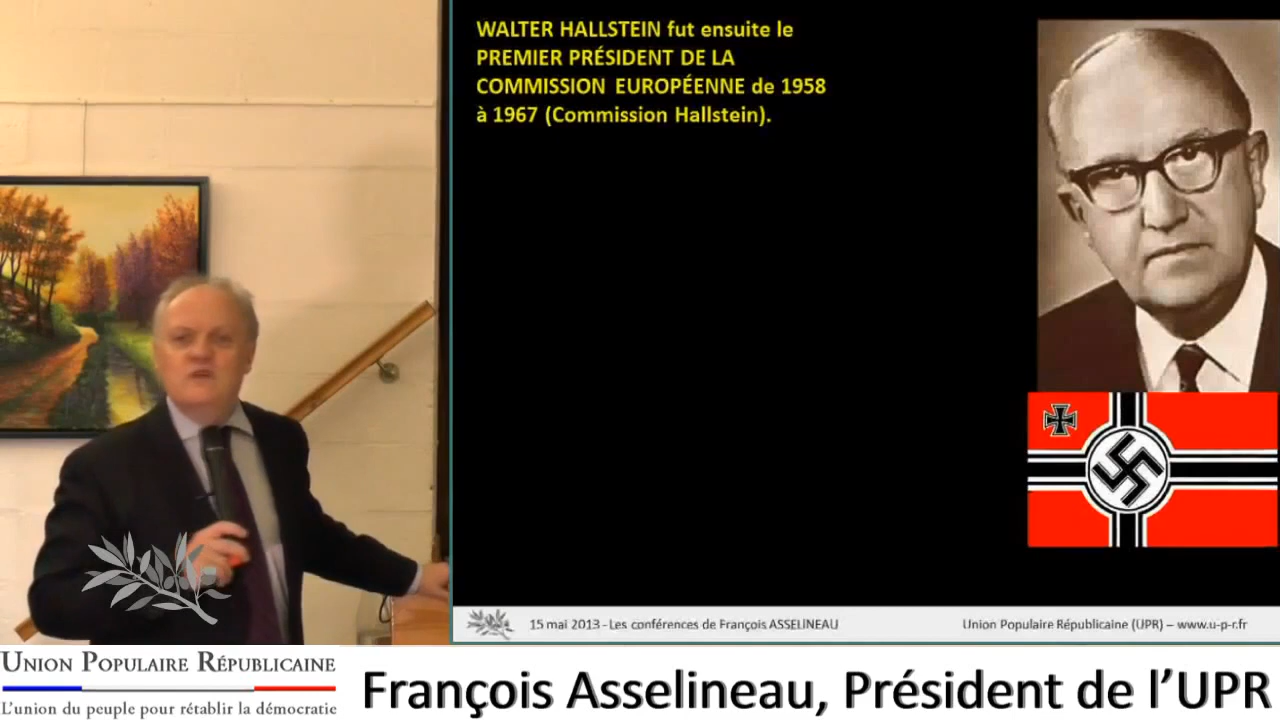 WALTER HALLSTEIN fut ensuite le
PREMIER PRÉSIDENT DE LA
COMMISSION EUROPÉENNE de 1958
à 1967 (Commission Hallstein).
15 mai 2013 - Les conférences de François ASSELINEAU
Union Populaire Républicaine (UPR) – www.u-p-r.fr
UNION POPULAIRE RÉPUBLICAINE
L'union du peuple pour rétablir la démocratie
François Asselineau, Président de l'UPR